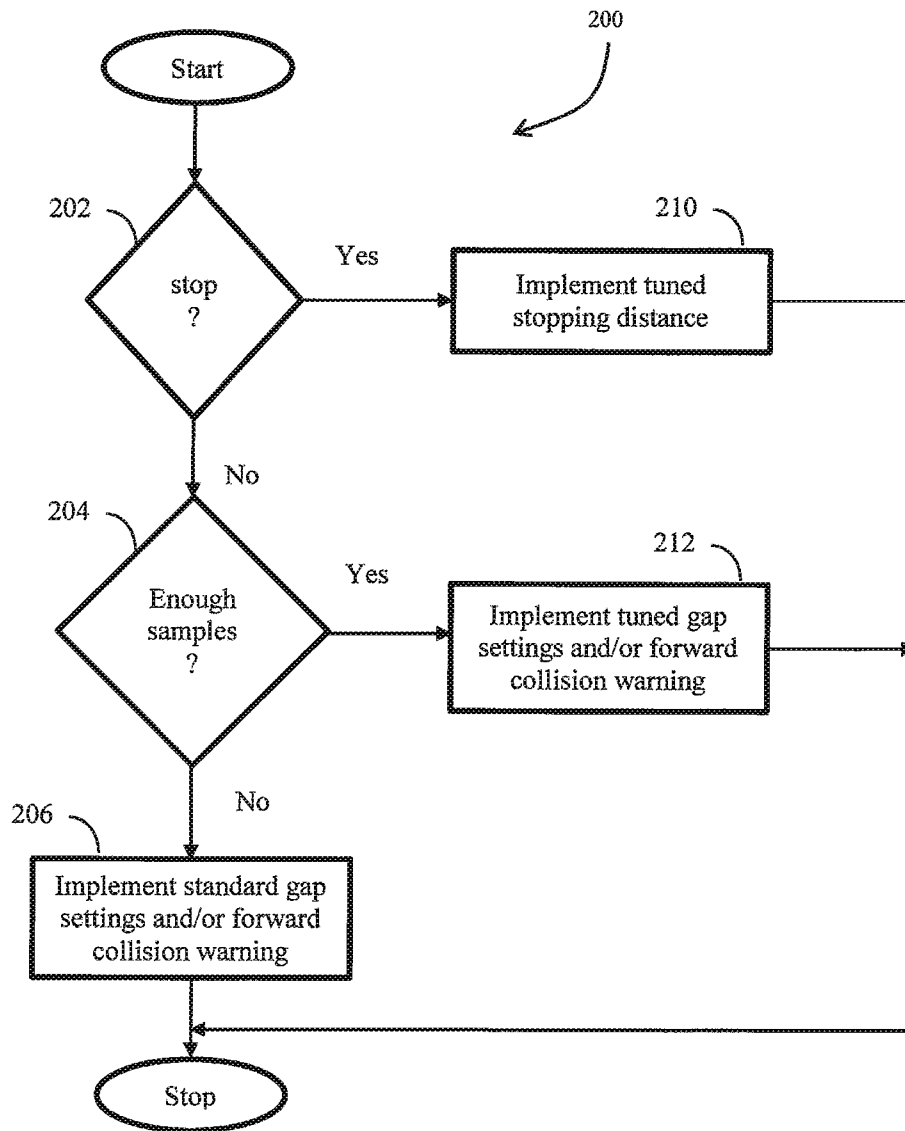 200
Start
202
stop
?
Yes
210
Implement tuned
stopping distance
No
204
Enough
samples
?
Yes
212
Implement tuned gap
settings and/or forward
collision warning
No
206
Implement standard gap
settings and/or forward
collision warning
Stop